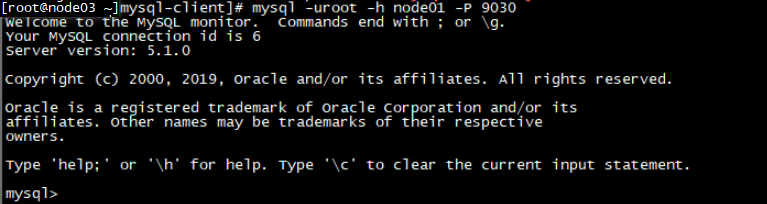 [root@node03 ~]mysql-client]# mysql -uroot -h node01 -P 9030
Welcome to the MySQL monitor.  Commands end with ; or \g.
Your MySQL connection id is 6
Server version: 5.1.0
Copyright (c) 2000, 2019, Oracle and/or its affiliates. All rights reserved.
Oracle is a registered trademark of Oracle Corporation and/or its
affiliates. Other names may be trademarks of their respective
owners.
Type 'help;' or '\h' for help. Type '\c' to clear the current input statement.
mysql>